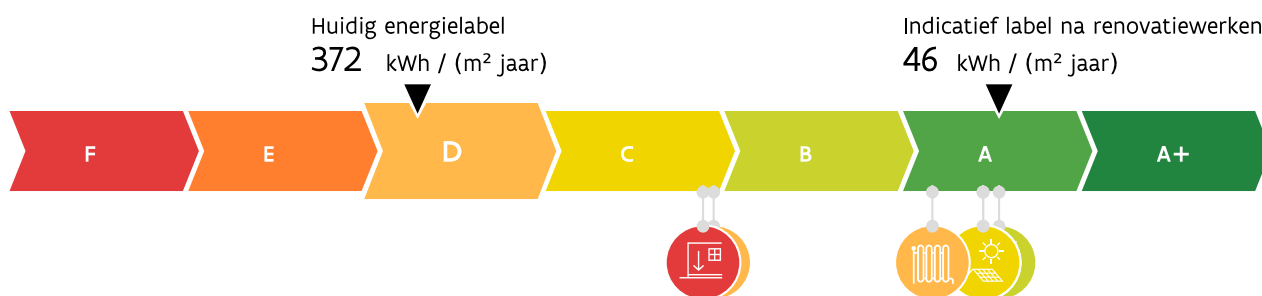 Huidig energielabel
372 kWh / (m² jaar)
Indicatief label na renovatiewerken
46 kWh / (m² jaar)
F E D C B A A+